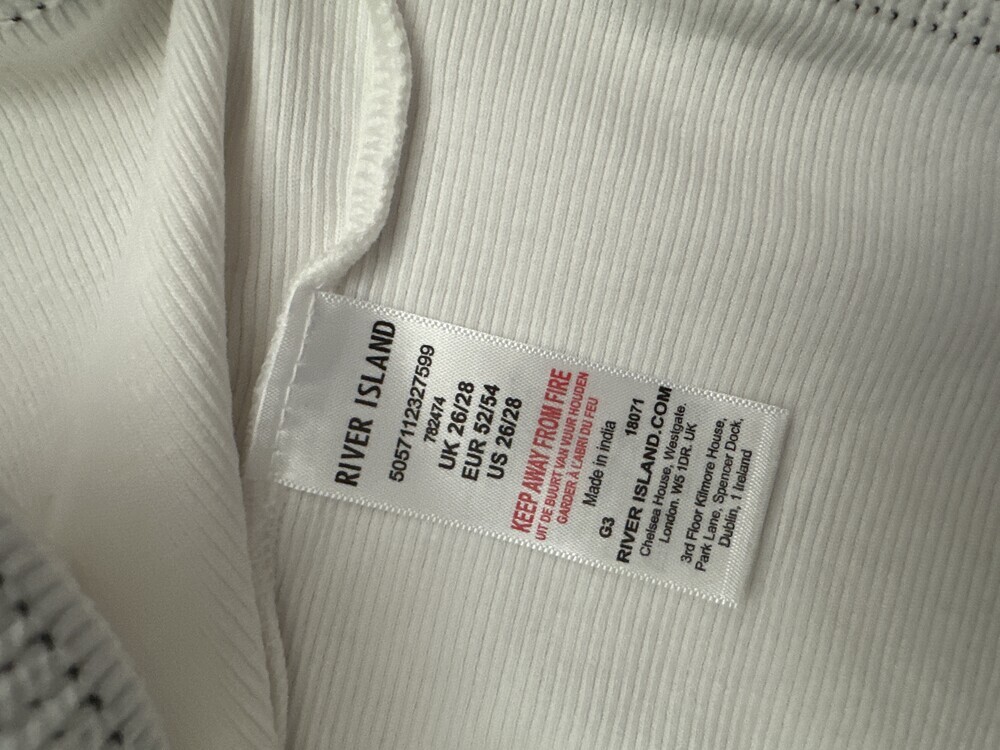 RIVER ISLAND
5057112327599
782474
UK 26/28
EUR 52/54
US 26/28
KEEP AWAY FROM FIRE
UIT DE BUURT VAN VUUR HOUDEN
GARDER À L'ABRI DU FEU
Made in India
G3 18071
RIVER ISLAND.COM
Chelsea House, Westgate,
London. W5 1DR. UK
3rd Floor Kilmore House,
Park Lane, Spencer Dock,
Dublin, 1 Ireland